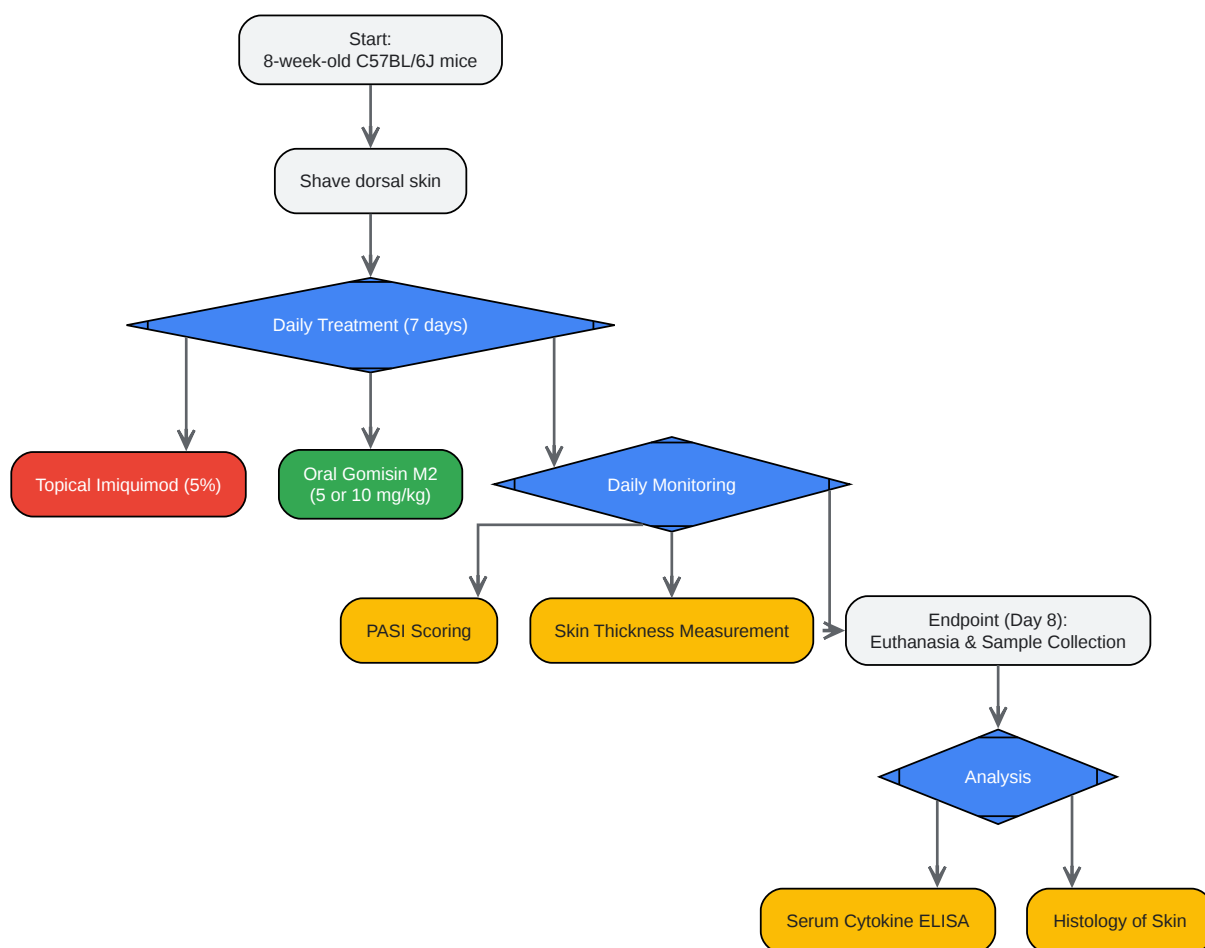 Start:
8-week-old C57BL/6J mice
Shave dorsal skin
Daily Treatment (7 days)
Topical Imiquimod (5%)
Oral Gomisin M2
(5 or 10 mg/kg)
Daily Monitoring
PASI Scoring
Skin Thickness Measurement
Endpoint (Day 8):
Euthanasia & Sample Collection
Analysis
Serum Cytokine ELISA
Histology of Skin